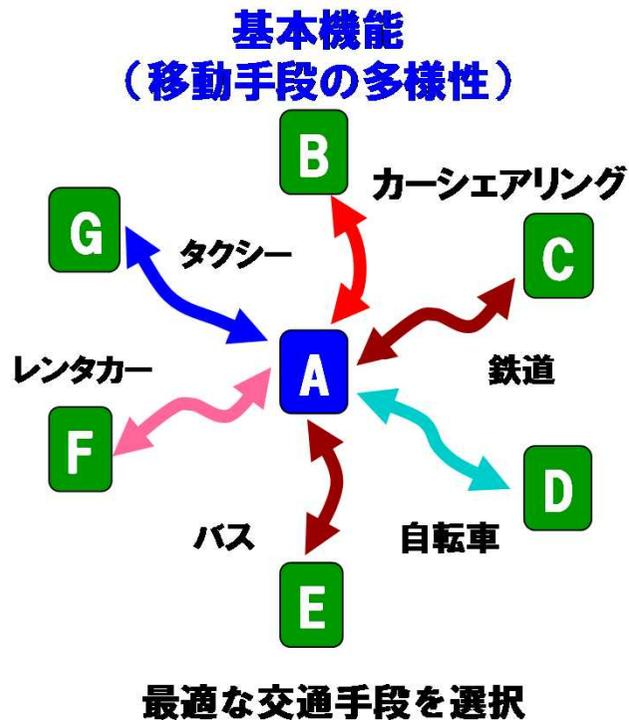 基本機能
（移動手段の多様性）
B
カーシェアリング
G
タクシー
C
A
レンタカー
鉄道
F
D
バス
自転車
E
最適な交通手段を選択